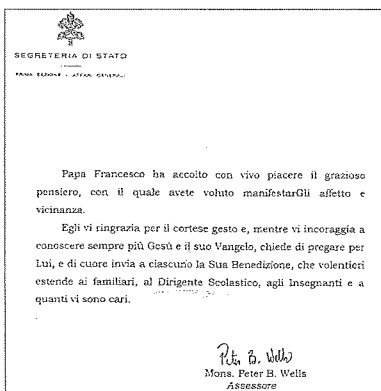 SEGRETERIA DI STATO
PRIMA SEZIONE - AFFARI GENERALI
Papa Francesco ha accolto con vivo piacere il grazioso
pensiero, con il quale avete voluto manifestarGli affetto e
vicinanza.
Egli vi ringrazia per il cortese gesto e, mentre vi incoraggia a
conoscere sempre più Gesù e il suo Vangelo, chiede di pregare per
Lui, e di cuore invia a ciascuno la Sua Benedizione, che volentieri
estende ai familiari, al Dirigente Scolastico, agli Insegnanti e a
quanti vi sono cari.
Peter B. Wells
Mons. Peter B. Wells
Assessore